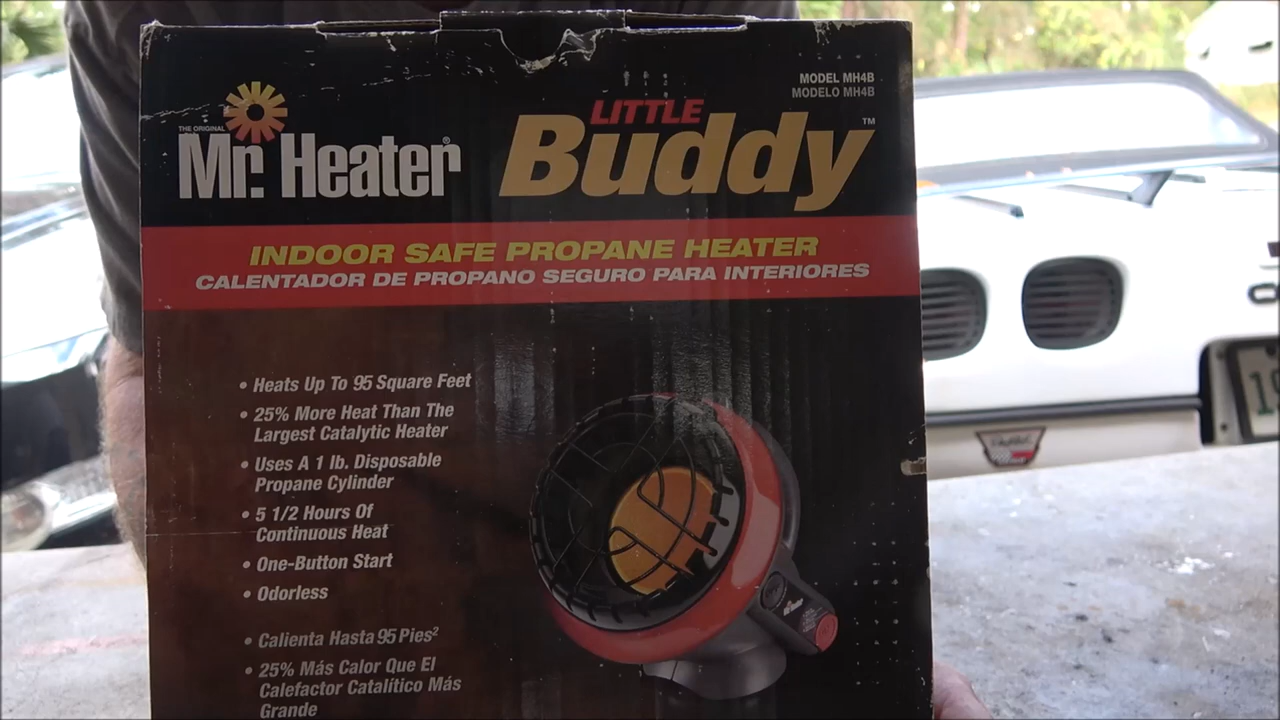 MODEL MH4B
MODELO MH4B
THE ORIGINAL
Mr. Heater®
LITTLE
Buddy™
INDOOR SAFE PROPANE HEATER
CALENTADOR DE PROPANO SEGURO PARA INTERIORES
• Heats Up To 95 Square Feet
• 25% More Heat Than The
Largest Catalytic Heater
• Uses A 1 lb. Disposable
Propane Cylinder
• 5 1/2 Hours Of
Continuous Heat
• One-Button Start
• Odorless
• Calienta Hasta 95 Pies²
• 25% Más Calor Que El
Calefactor Catalítico Más
Grande